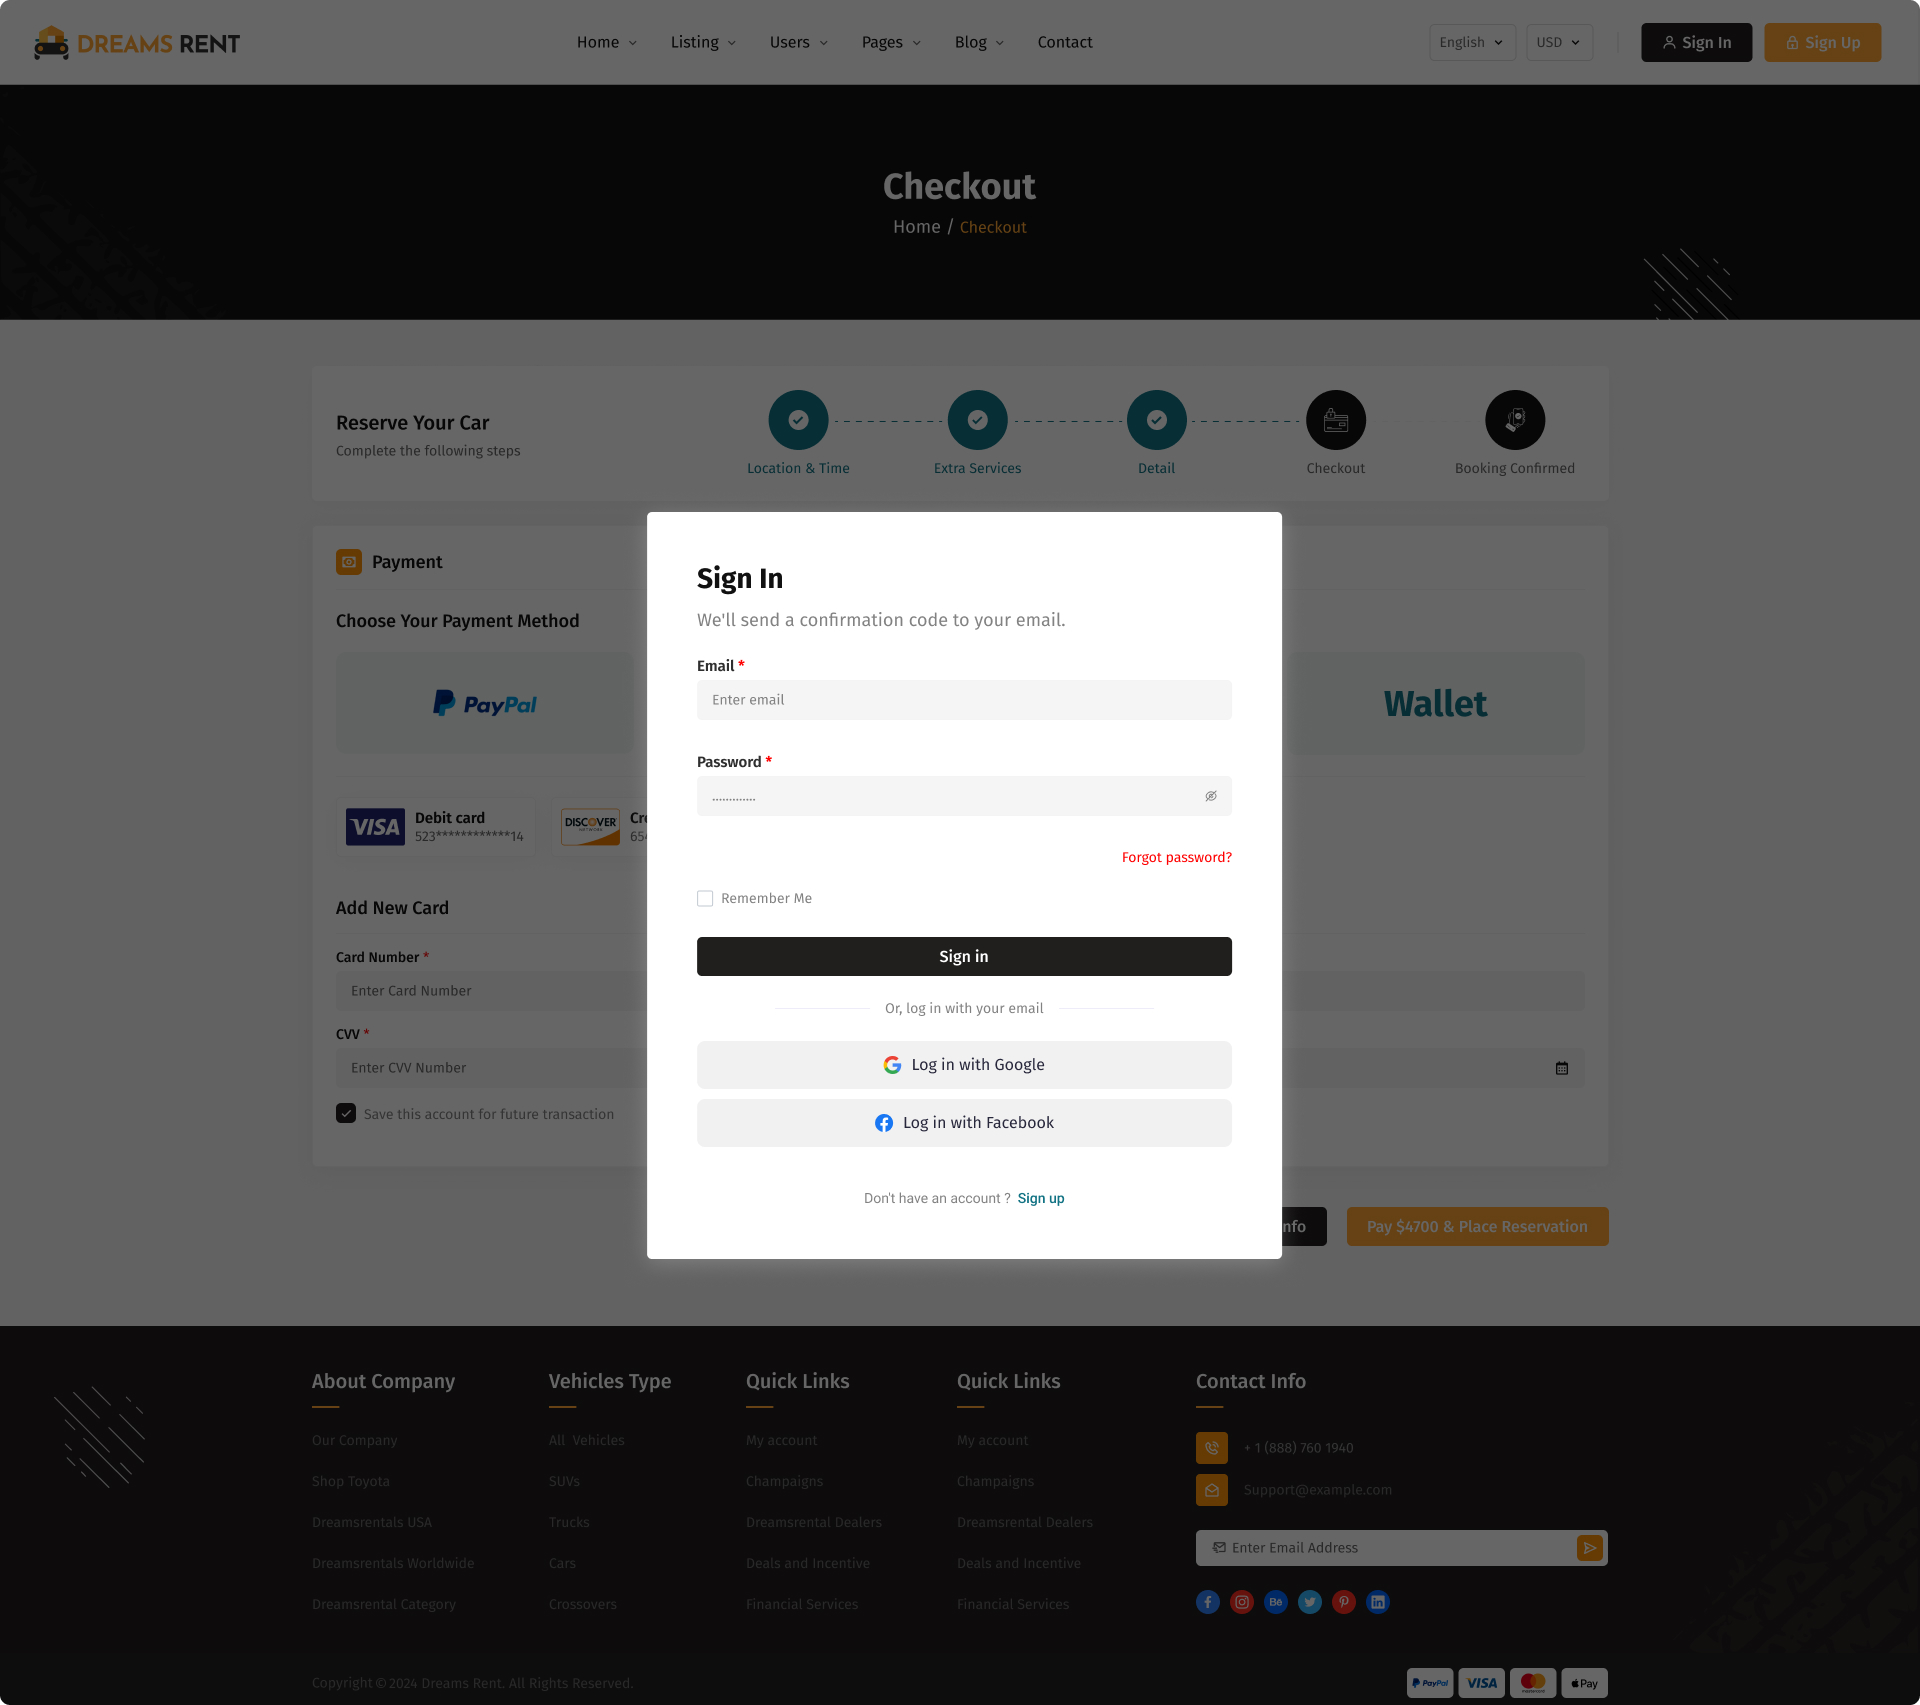 DREAMS RENT
Home
Listing
Users
Pages
Blog
Contact
English
USD
Sign In
Sign Up
Checkout
Home / Checkout
Reserve Your Car
Complete the following steps
Location & Time
Extra Services
Detail
Checkout
Booking Confirmed
Payment
Choose Your Payment Method
PayPal
Wallet
VISA
Debit card
523************14
DISCOVER
NETWORK
Sign In
We'll send a confirmation code to your email.
Email *
Enter email
Password *
.............
Forgot password?
Remember Me
Sign in
Or, log in with your email
Log in with Google
Log in with Facebook
Don't have an account ? Sign up
Add New Card
Card Number *
Enter Card Number
CVV *
Enter CVV Number
Save this account for future transaction
Pay $4700 & Place Reservation
About Company
Our Company
Shop Toyota
Dreamsrentals USA
Dreamsrentals Worldwide
Dreamsrental Category
Vehicles Type
All Vehicles
SUVs
Trucks
Cars
Crossovers
Quick Links
My account
Champaigns
Dreamsrental Dealers
Deals and Incentive
Financial Services
Quick Links
My account
Champaigns
Dreamsrental Dealers
Deals and Incentive
Financial Services
Contact Info
+ 1 (888) 760 1940
Support@example.com
Enter Email Address
Copyright © 2024 Dreams Rent. All Rights Reserved.
PayPal
VISA
mastercard
Pay